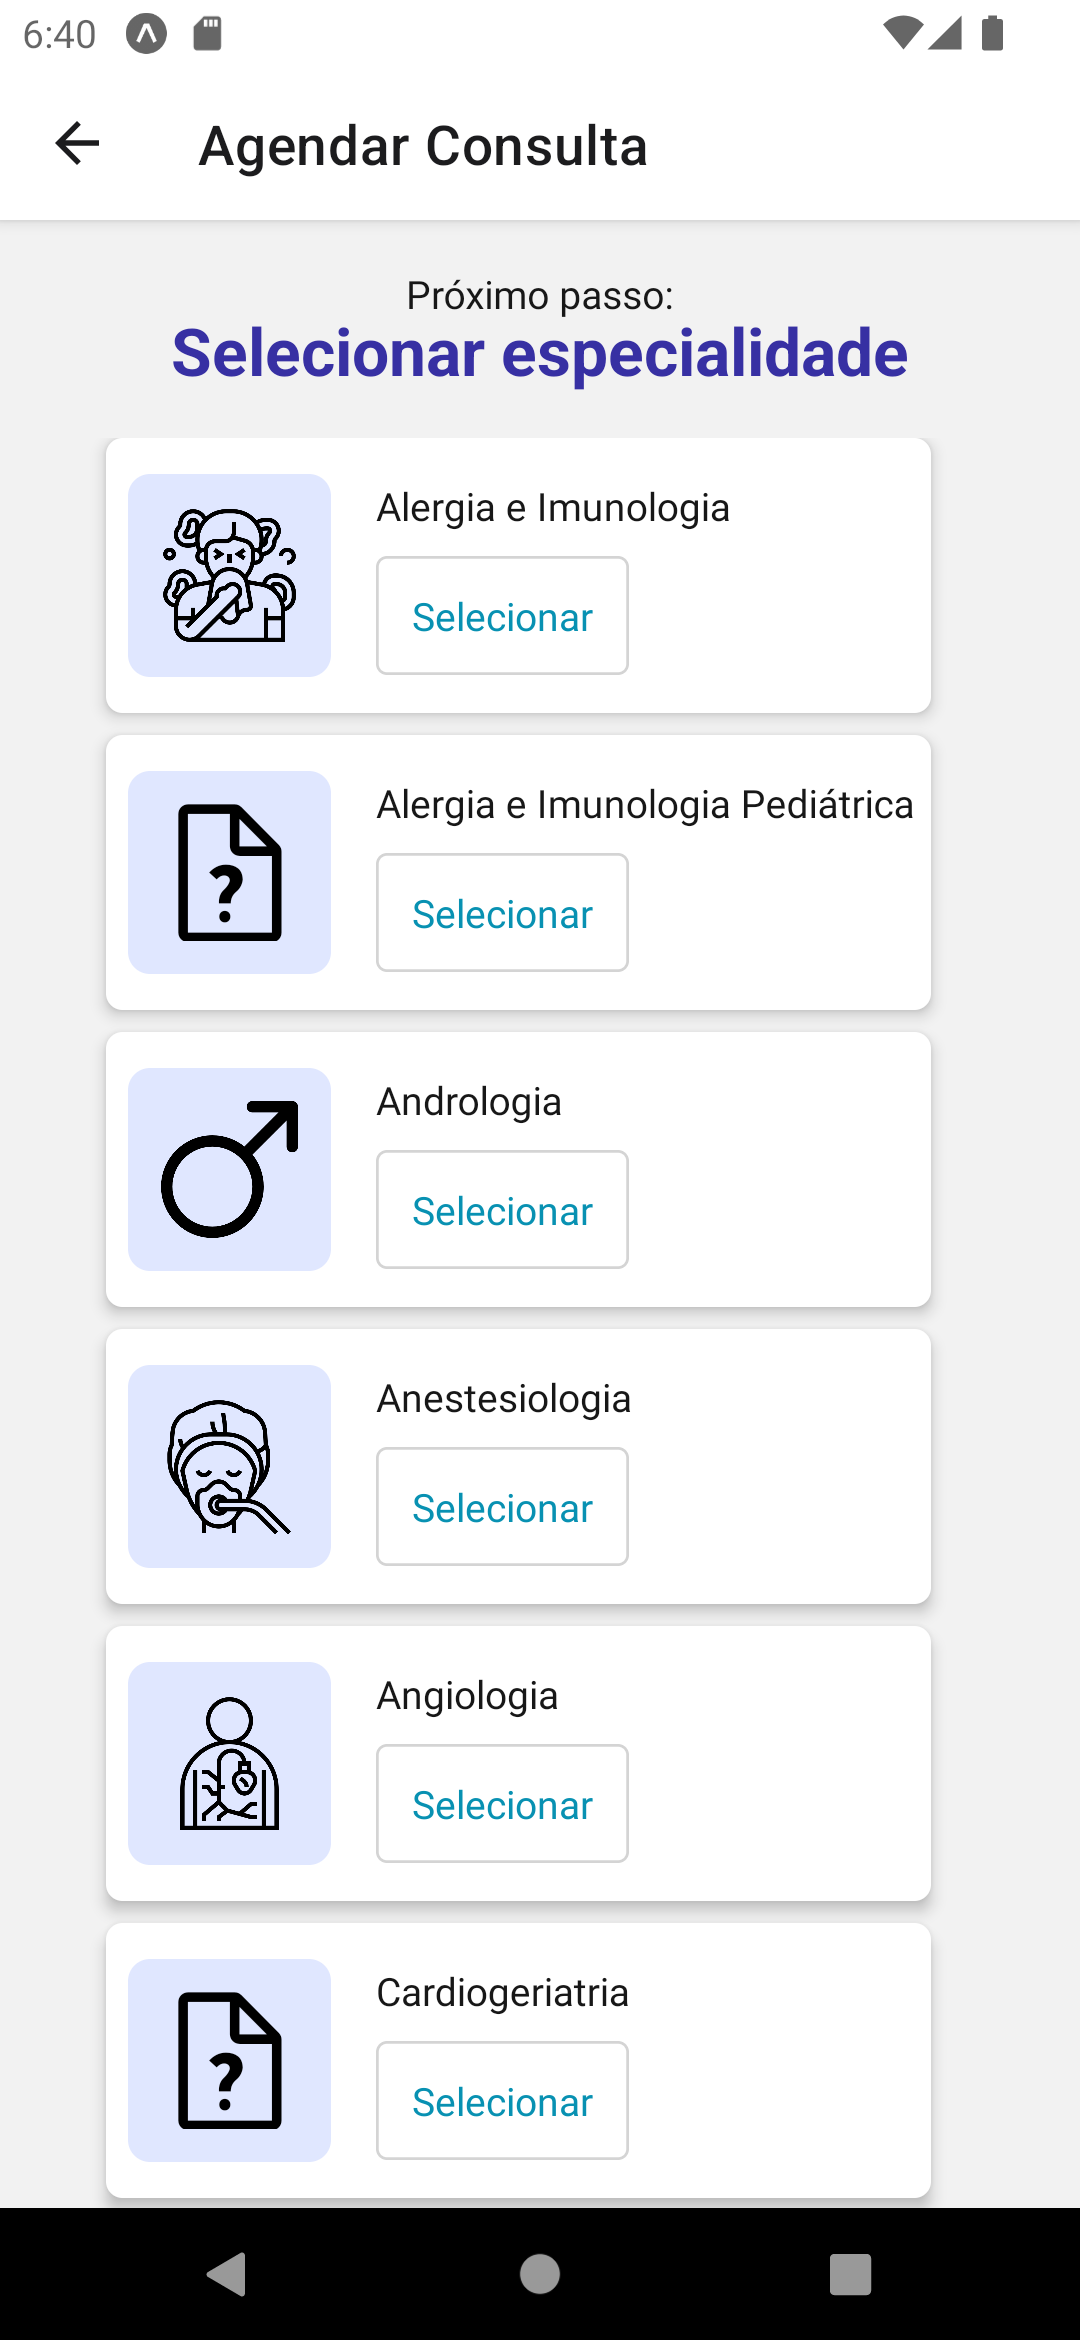 6:40
Agendar Consulta
Próximo passo:
Selecionar especialidade
Alergia e Imunologia
Selecionar
Alergia e Imunologia Pediátrica
Selecionar
Andrologia
Selecionar
Anestesiologia
Selecionar
Angiologia
Selecionar
Cardiogeriatria
Selecionar